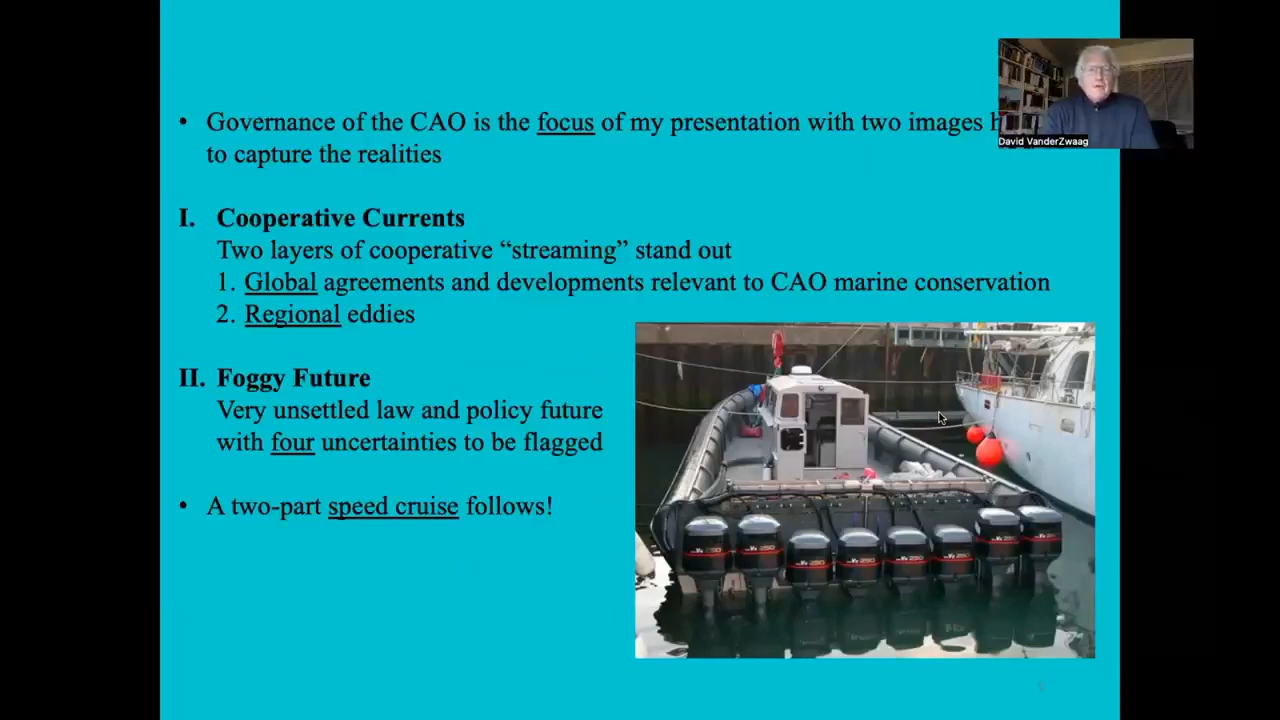 • Governance of the CAO is the focus of my presentation with two images
to capture the realities
David VanderZwaag
I. Cooperative Currents
Two layers of cooperative “streaming” stand out
1. Global agreements and developments relevant to CAO marine conservation
2. Regional eddies
II. Foggy Future
Very unsettled law and policy future
with four uncertainties to be flagged
• A two-part speed cruise follows!